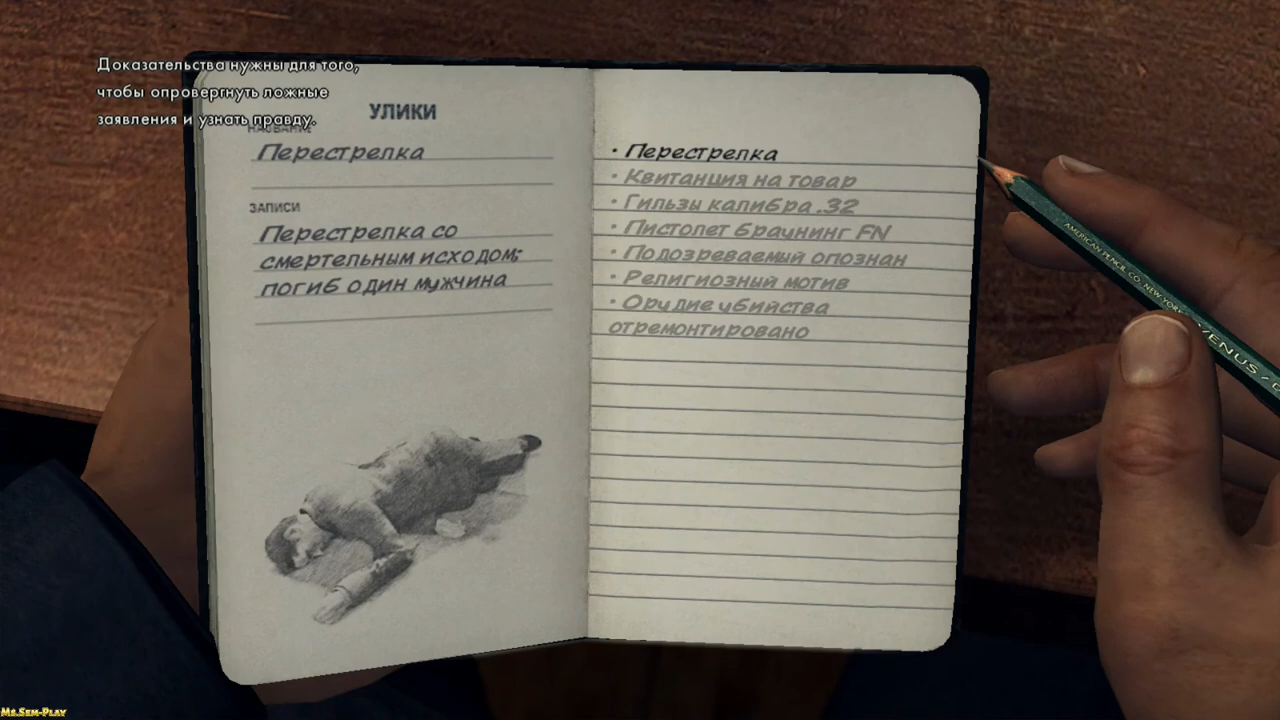 Доказательства нужны для того,
чтобы опровергнуть ложные
заявления и узнать правду.
УЛИКИ
НАЗВАНИЕ
Перестрелка
ЗАПИСИ
Перестрелка со
смертельным исходом;
погиб один мужчина
· Перестрелка
· Квитанция на товар
· Гильзы калибра .32
· Пистолет браунинг FN
· Подозреваемый опознан
· Религиозный мотив
· Орудие убийства
отремонтировано
AMERICAN PENCIL CO. NEW YORK
VENUS
Ms.Sem-Play